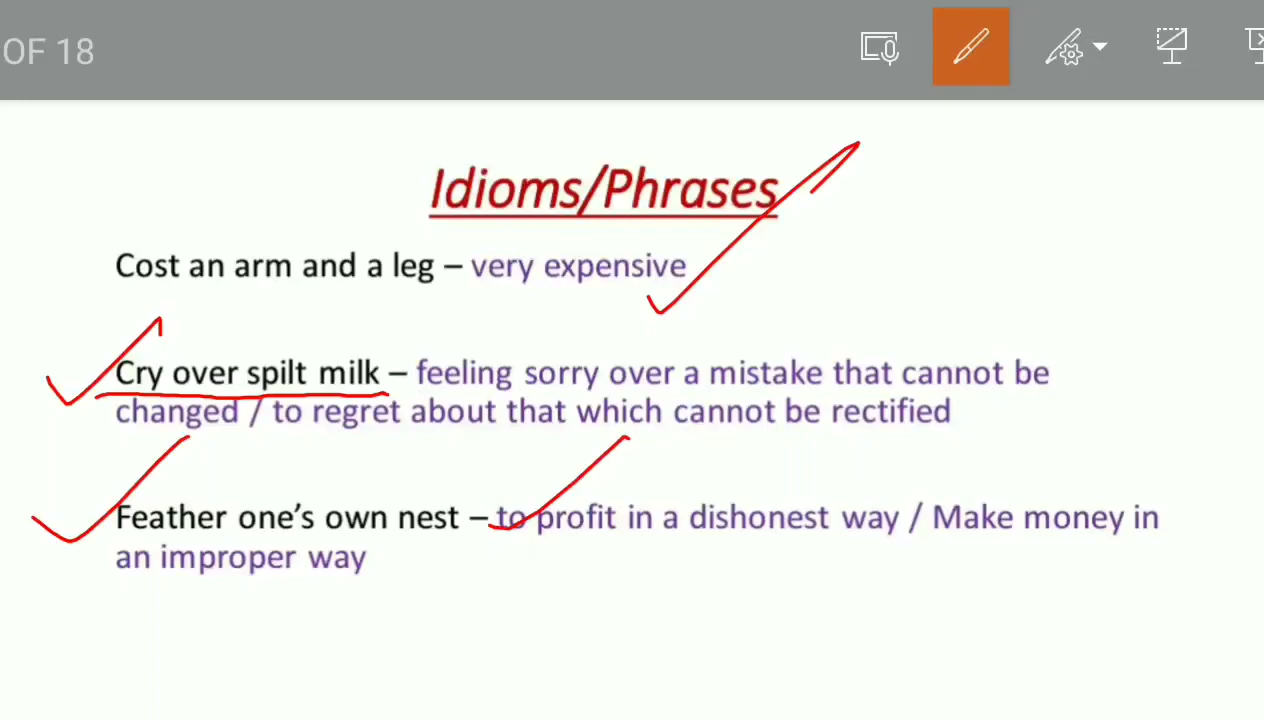 OF 18
Idioms/Phrases
Cost an arm and a leg – very expensive
Cry over spilt milk – feeling sorry over a mistake that cannot be
changed / to regret about that which cannot be rectified
Feather one’s own nest – to profit in a dishonest way / Make money in
an improper way